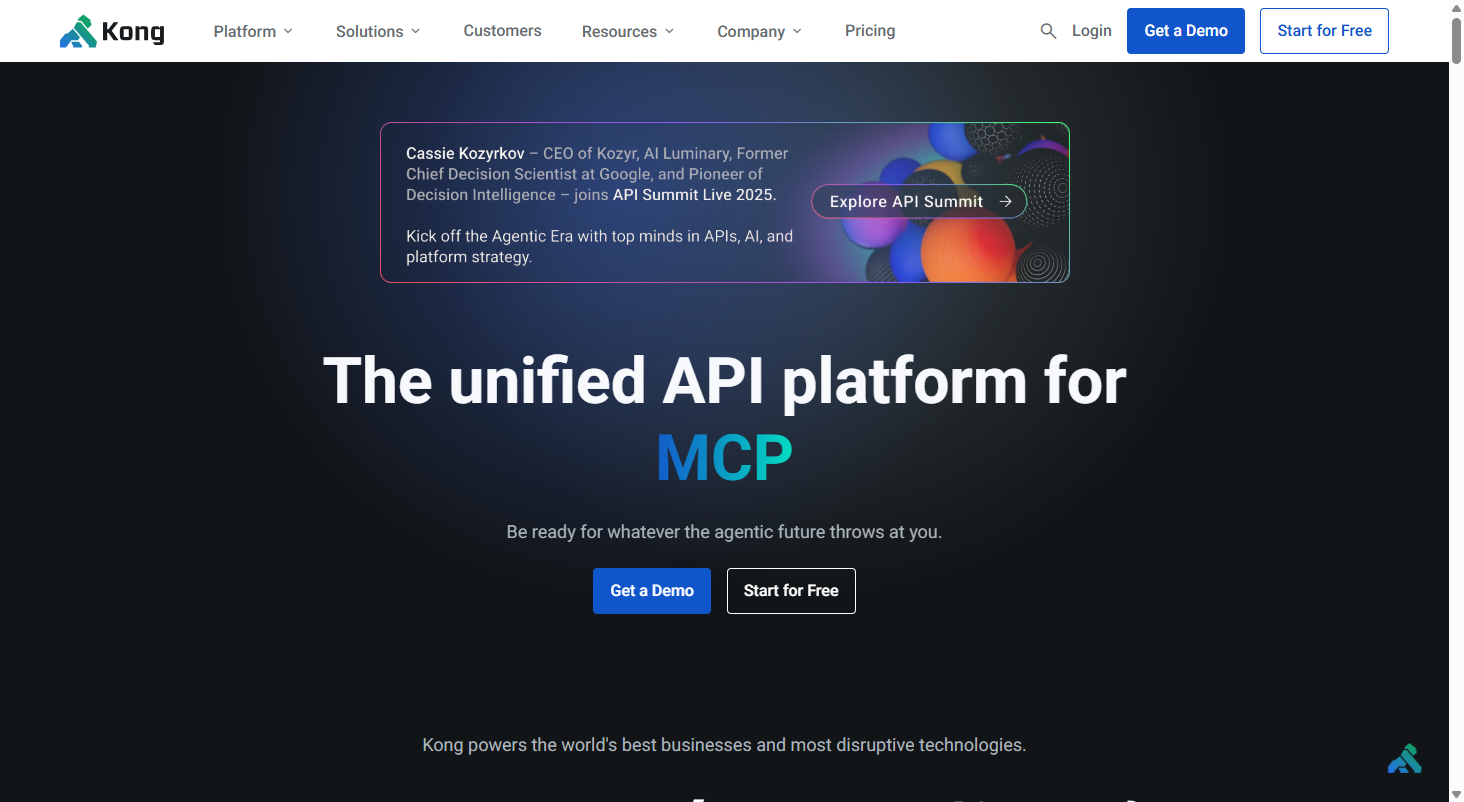 Kong
Platform
Solutions
Customers
Resources
Company
Pricing
Login
Get a Demo
Start for Free
Cassie Kozyrkov – CEO of Kozyr, AI Luminary, Former
Chief Decision Scientist at Google, and Pioneer of
Decision Intelligence – joins API Summit Live 2025.
Kick off the Agentic Era with top minds in APIs, AI, and
platform strategy.
Explore API Summit →
The unified API platform for
MCP
Be ready for whatever the agentic future throws at you.
Get a Demo
Start for Free
Kong powers the world's best businesses and most disruptive technologies.